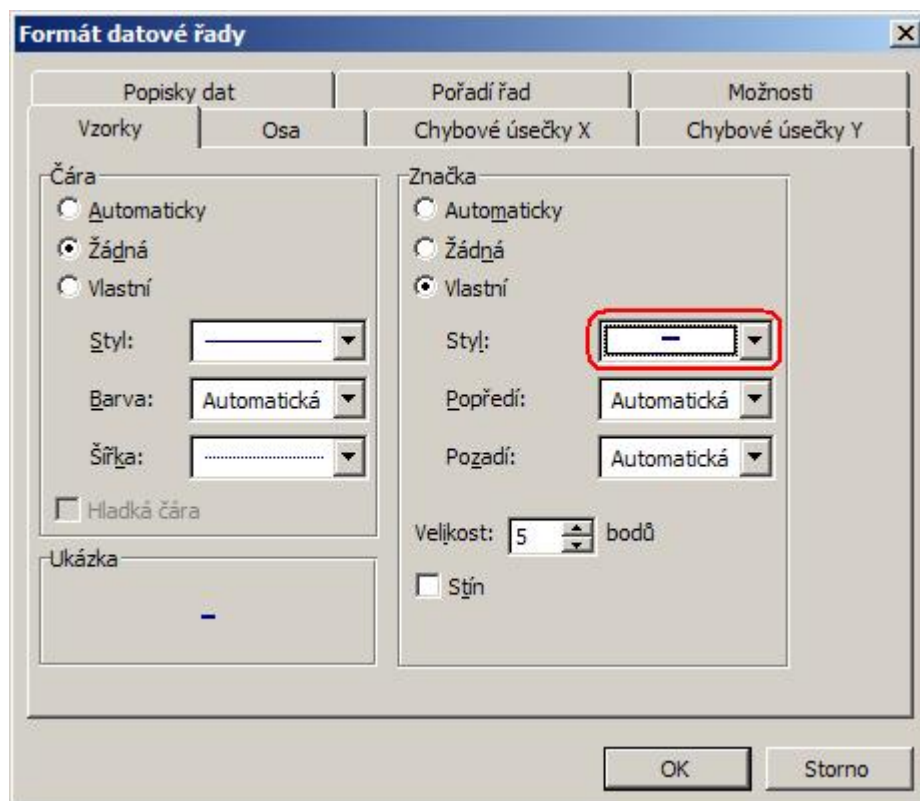 Formát datové řady
Popisky dat
Pořadí řad
Možnosti
Vzorky
Osa
Chybové úsečky X
Chybové úsečky Y
Čára
Automaticky
Žádná
Vlastní
Styl:
Barva: Automatická
Šířka:
Hladká čára
Ukázka
Značka
Automaticky
Žádná
Vlastní
Styl:
Popředí: Automatická
Pozadí: Automatická
Velikost: 5 bodů
Stín
OK
Storno